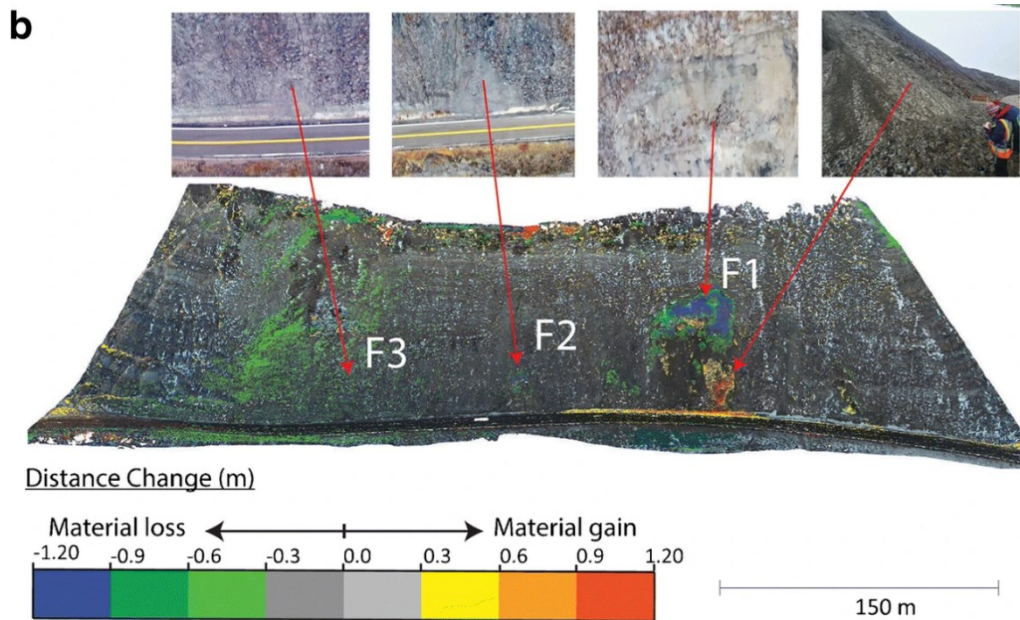 b
F1
F2
F3
Distance Change (m)
Material loss
Material gain
-1.20 -0.9 -0.6 -0.3 0.0 0.3 0.6 0.9 1.20
150 m